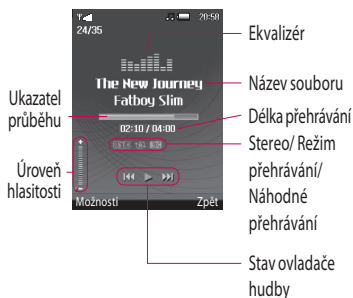 20:58
24/35
Ekvalizér
The New Journey
Název souboru
Fatboy Slim
Ukazatel
průběhu
Délka přehrávání
02:10 / 04:00
Stereo/ Režim
přehrávání/
Náhodné
přehrávání
Úroveň
hlasitosti
Možnosti
Zpět
Stav ovladače
hudby